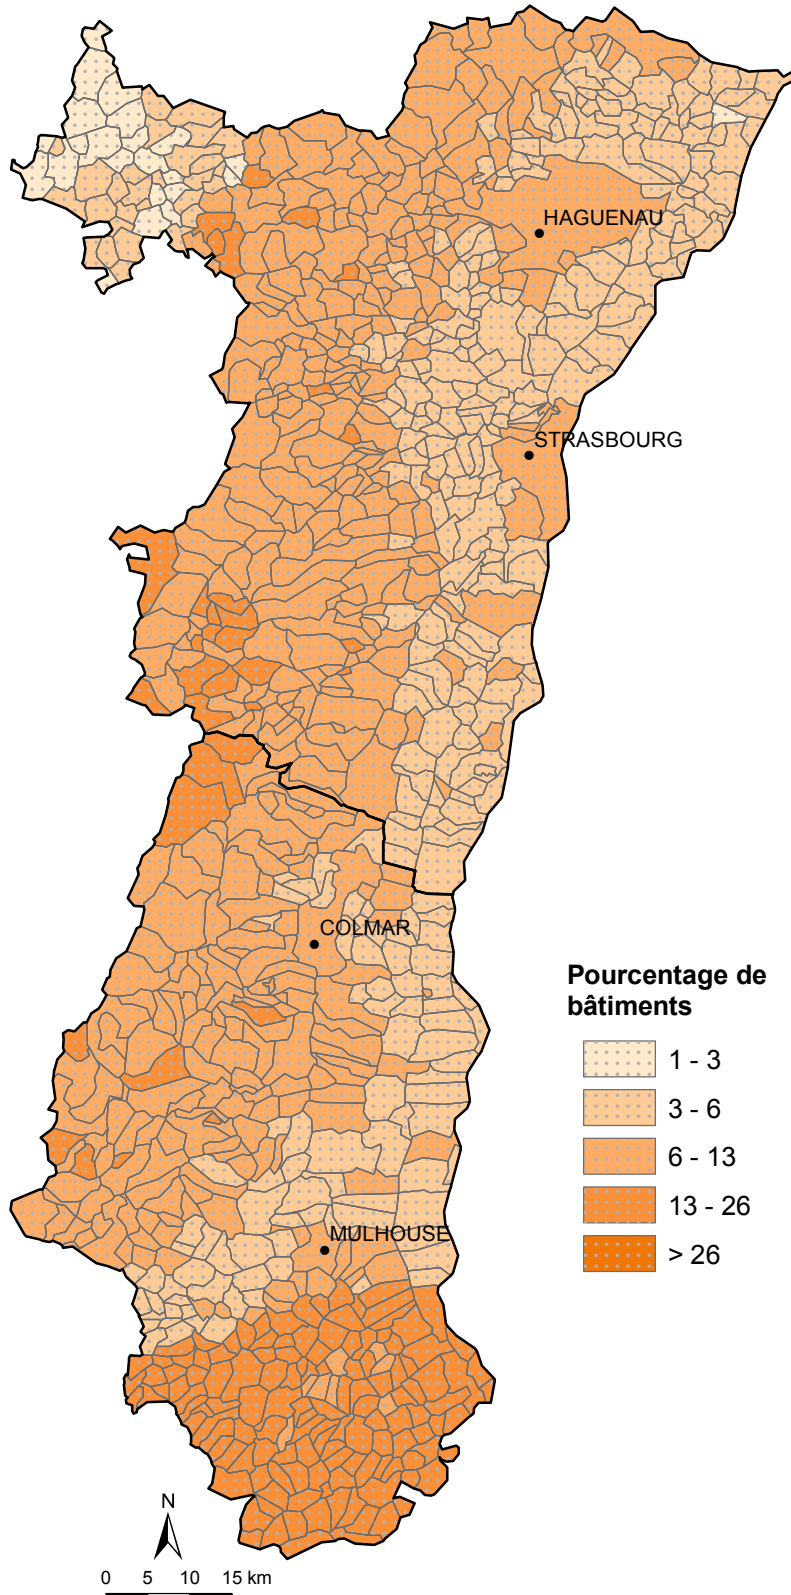 HAGUENAU
STRASBOURG
COLMAR
Pourcentage de
bâtiments
1 - 3
3 - 6
6 - 13
13 - 26
> 26
MULHOUSE
N
0 5 10 15 km